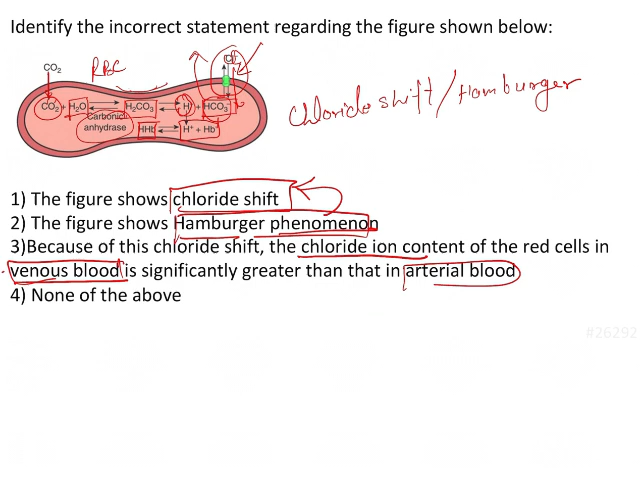 Identify the incorrect statement regarding the figure shown below:
CO₂ RBC Cl⁻
CO₂ + H₂O H₂CO₃ H⁺ + HCO₃⁻
Carbonic
anhydrase HHb H⁺ + Hb
Chloride shift / Hamburger
1) The figure shows chloride shift
2) The figure shows Hamburger phenomenon
3)Because of this chloride shift, the chloride ion content of the red cells in
venous blood is significantly greater than that in arterial blood
4) None of the above
#26292